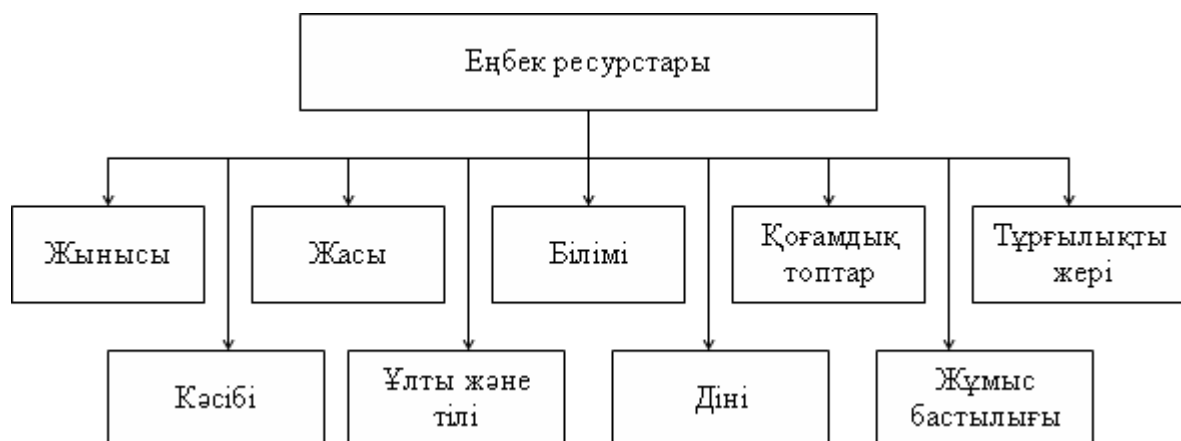 Еңбек ресурстары
Жынысы
Жасы
Білімі
Қоғамдық
топтар
Тұрғылықты
жері
Кәсібі
Ұлты және
тілі
Діні
Жұмыс
бастылығы